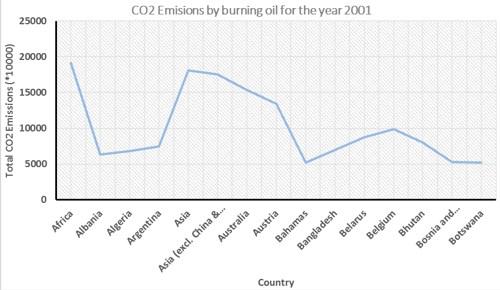 CO2 Emisions by burning oil for the year 2001
Total CO2 Emissions (*10000)
25000
20000
15000
10000
5000
0
Africa
Albania
Algeria
Argentina
Asia
Asia (excl. China &...
Australia
Austria
Bahamas
Bangladesh
Belarus
Belgium
Bhutan
Bosnia and...
Botswana
Country